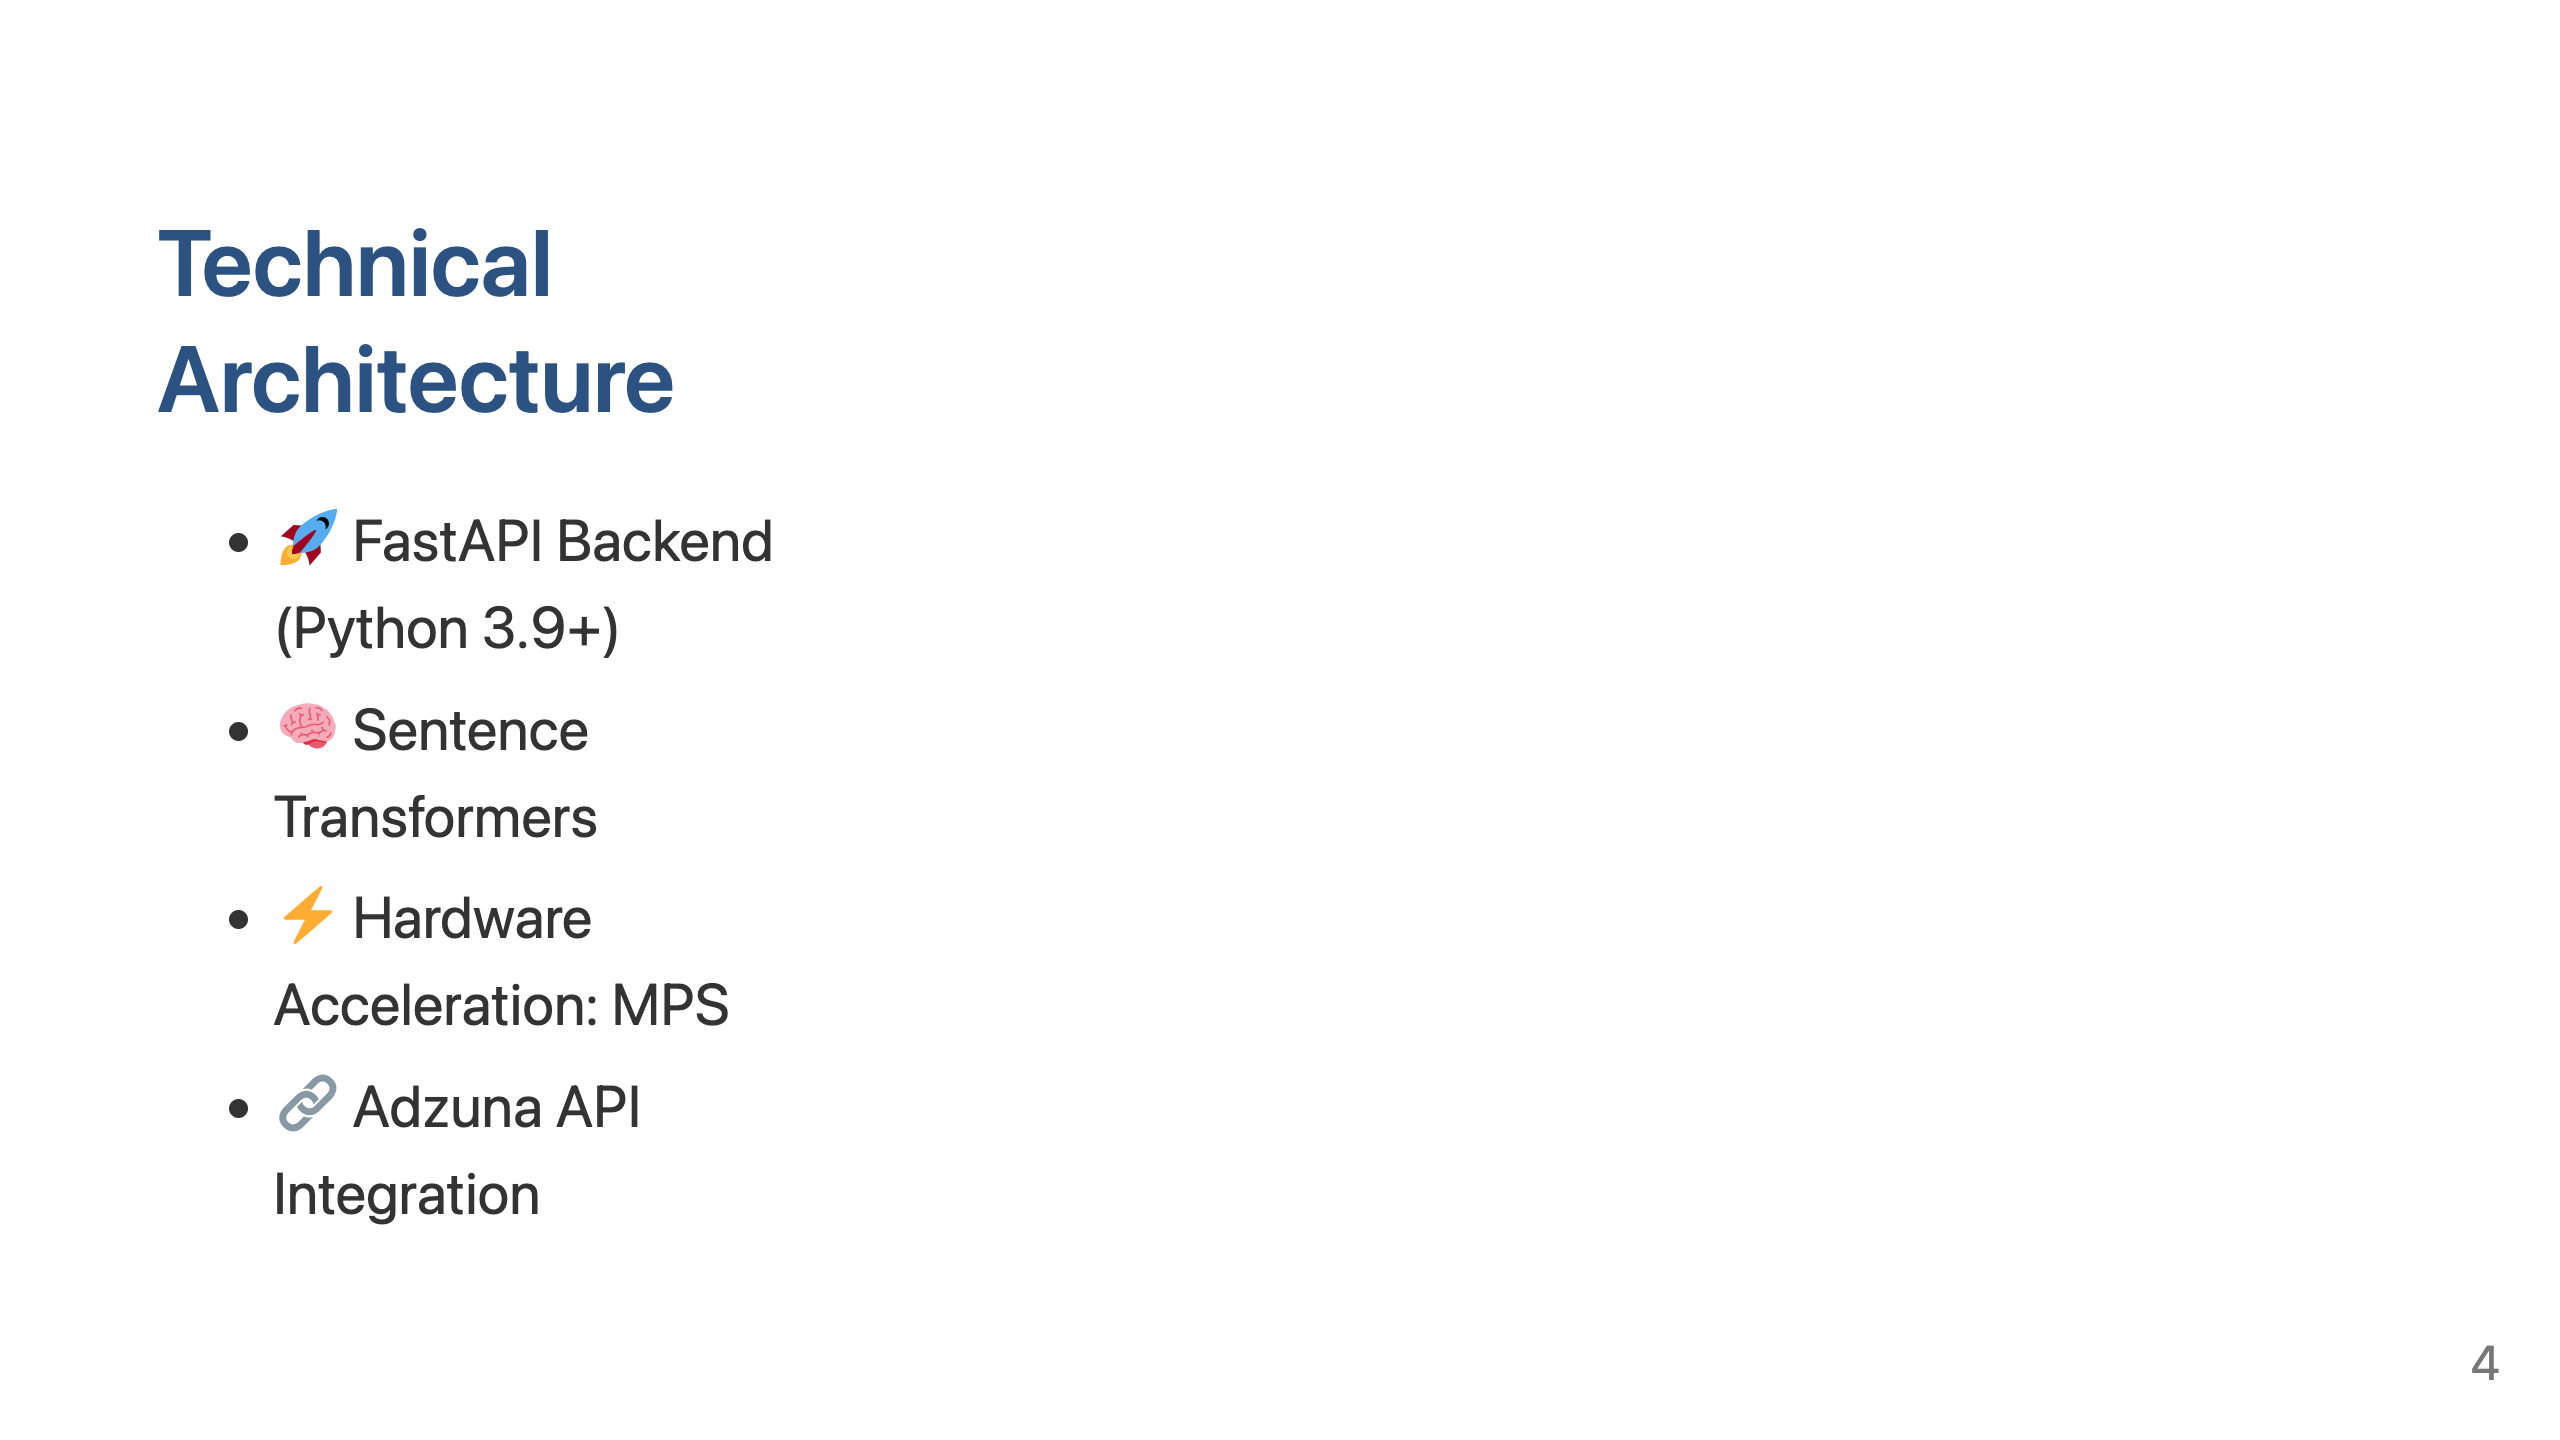 Technical
Architecture
• 🚀 FastAPI Backend
(Python 3.9+)
• 🧠 Sentence
Transformers
• ⚡ Hardware
Acceleration: MPS
• 🔗 Adzuna API
Integration
4